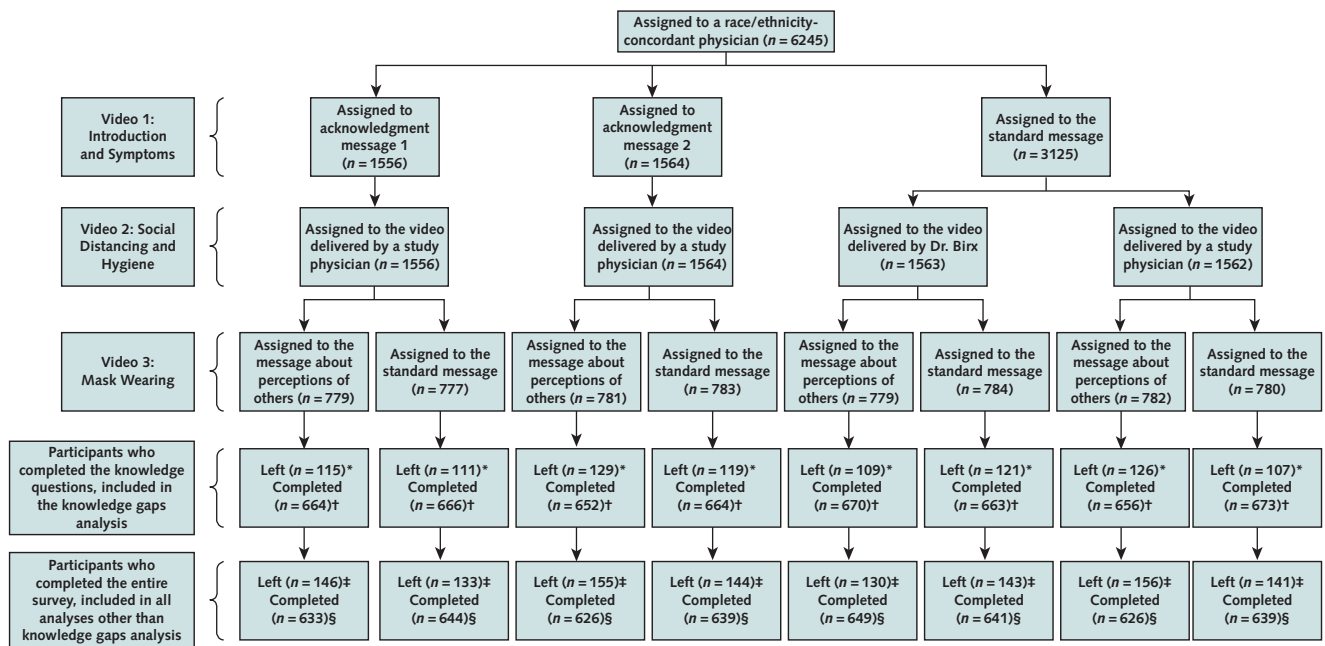 Assigned to a race/ethnicity-
concordant physician (n = 6245)
Video 1:
Introduction
and Symptoms
Assigned to
acknowledgment
message 1
(n = 1556)
Assigned to
acknowledgment
message 2
(n = 1564)
Assigned to the
standard message
(n = 3125)
Video 2: Social
Distancing and
Hygiene
Assigned to the video
delivered by a study
physician (n = 1556)
Assigned to the video
delivered by a study
physician (n = 1564)
Assigned to the video
delivered by Dr. Birx
(n = 1563)
Assigned to the video
delivered by a study
physician (n = 1562)
Video 3:
Mask Wearing
Assigned to the
message about
perceptions of
others (n = 779)
Assigned to the
standard message
(n = 777)
Assigned to the
message about
perceptions of
others (n = 781)
Assigned to the
standard message
(n = 783)
Assigned to the
message about
perceptions of
others (n = 779)
Assigned to the
standard message
(n = 784)
Assigned to the
message about
perceptions of
others (n = 782)
Assigned to the
standard message
(n = 780)
Participants who
completed the knowledge
questions, included in
the knowledge gaps
analysis
Left (n = 115)*
Completed
(n = 664)†
Left (n = 111)*
Completed
(n = 666)†
Left (n = 129)*
Completed
(n = 652)†
Left (n = 119)*
Completed
(n = 664)†
Left (n = 109)*
Completed
(n = 670)†
Left (n = 121)*
Completed
(n = 663)†
Left (n = 126)*
Completed
(n = 656)†
Left (n = 107)*
Completed
(n = 673)†
Participants who
completed the entire
survey, included in all
analyses other than
knowledge gaps analysis
Left (n = 146)‡
Completed
(n = 633)§
Left (n = 133)‡
Completed
(n = 644)§
Left (n = 155)‡
Completed
(n = 626)§
Left (n = 144)‡
Completed
(n = 639)§
Left (n = 130)‡
Completed
(n = 649)§
Left (n = 143)‡
Completed
(n = 641)§
Left (n = 156)‡
Completed
(n = 626)§
Left (n = 141)‡
Completed
(n = 639)§